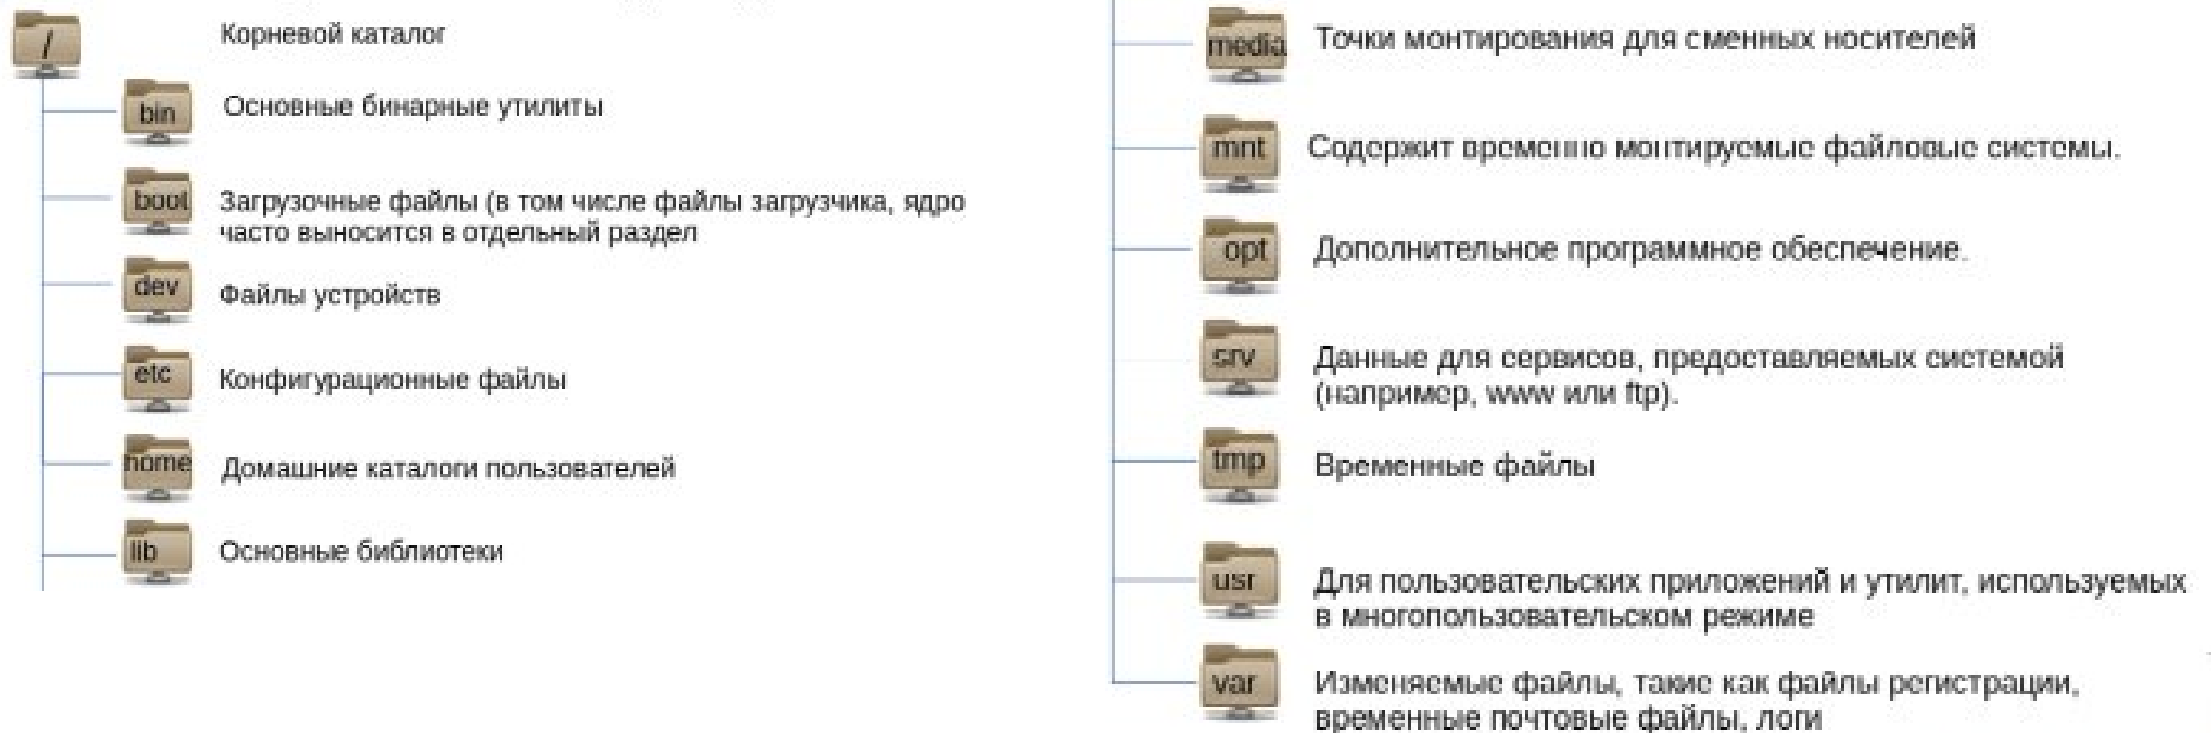 / Корневой каталог
bin Основные бинарные утилиты
boot Загрузочные файлы (в том числе файлы загрузчика, ядро
часто выносится в отдельный раздел
dev Файлы устройств
etc Конфигурационные файлы
home Домашние каталоги пользователей
lib Основные библиотеки
media Точки монтирования для сменных носителей
mnt Содержит временно монтируемые файловые системы.
opt Дополнительное программное обеспечение.
srv Данные для сервисов, предоставляемых системой
(например, www или ftp).
tmp Временные файлы
usr Для пользовательских приложений и утилит, используемых
в многопользовательском режиме
var Изменяемые файлы, такие как файлы регистрации,
временные почтовые файлы, логи